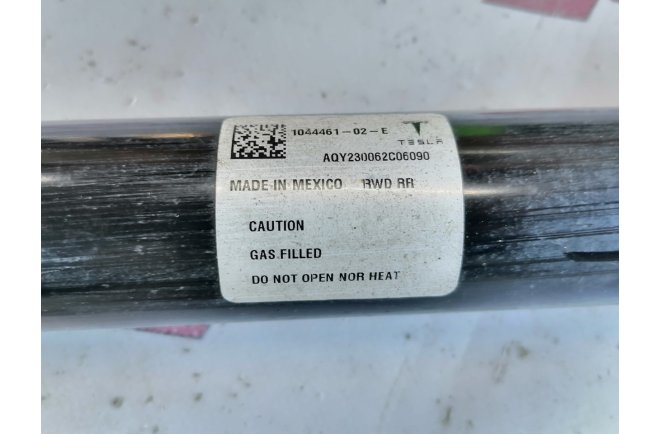 1044461-02-E
TESLA
AQY230062C06090
MADE IN MEXICO RWD RR
CAUTION
GAS FILLED
DO NOT OPEN NOR HEAT